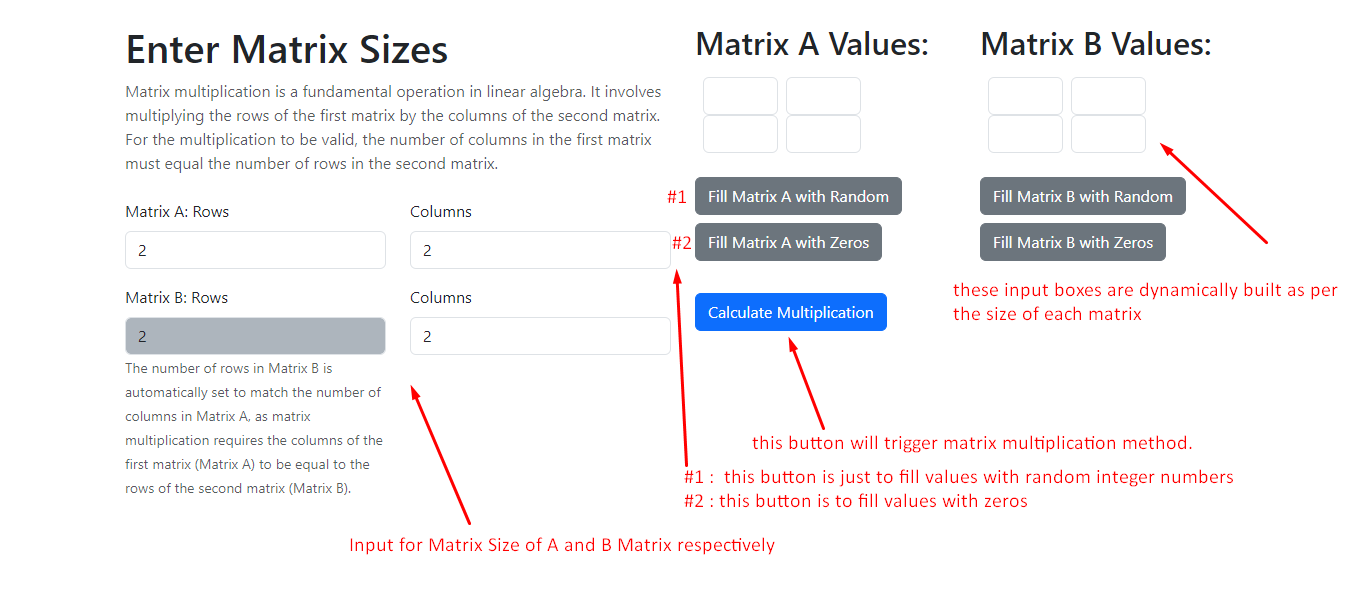 Enter Matrix Sizes
Matrix multiplication is a fundamental operation in linear algebra. It involves
multiplying the rows of the first matrix by the columns of the second matrix.
For the multiplication to be valid, the number of columns in the first matrix
must equal the number of rows in the second matrix.
Matrix A: Rows
Columns
2
2
Matrix B: Rows
Columns
2
2
The number of rows in Matrix B is
automatically set to match the number of
columns in Matrix A, as matrix
multiplication requires the columns of the
first matrix (Matrix A) to be equal to the
rows of the second matrix (Matrix B).
Matrix A Values:
#1
Fill Matrix A with Random
#2
Fill Matrix A with Zeros
Calculate Multiplication
Matrix B Values:
Fill Matrix B with Random
Fill Matrix B with Zeros
these input boxes are dynamically built as per
the size of each matrix
this button will trigger matrix multiplication method.
#1 : this button is just to fill values with random integer numbers
#2 : this button is to fill values with zeros
Input for Matrix Size of A and B Matrix respectively